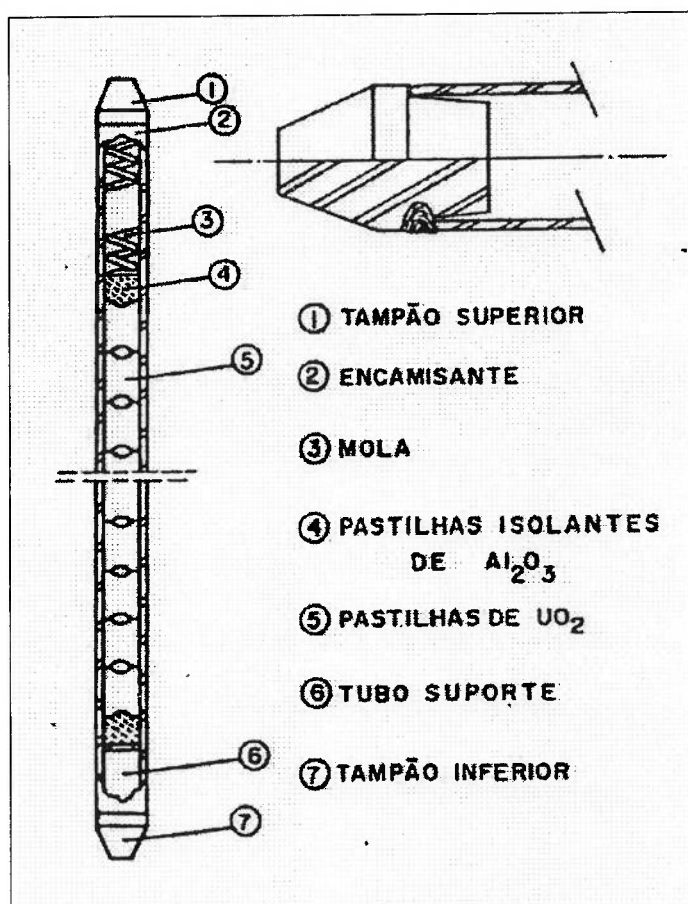 ①
②
③
④
⑤
⑥
⑦
① TAMPÃO SUPERIOR
② ENCAMISANTE
③ MOLA
④ PASTILHAS ISOLANTES
DE Al₂O₃
⑤ PASTILHAS DE UO₂
⑥ TUBO SUPORTE
⑦ TAMPÃO INFERIOR